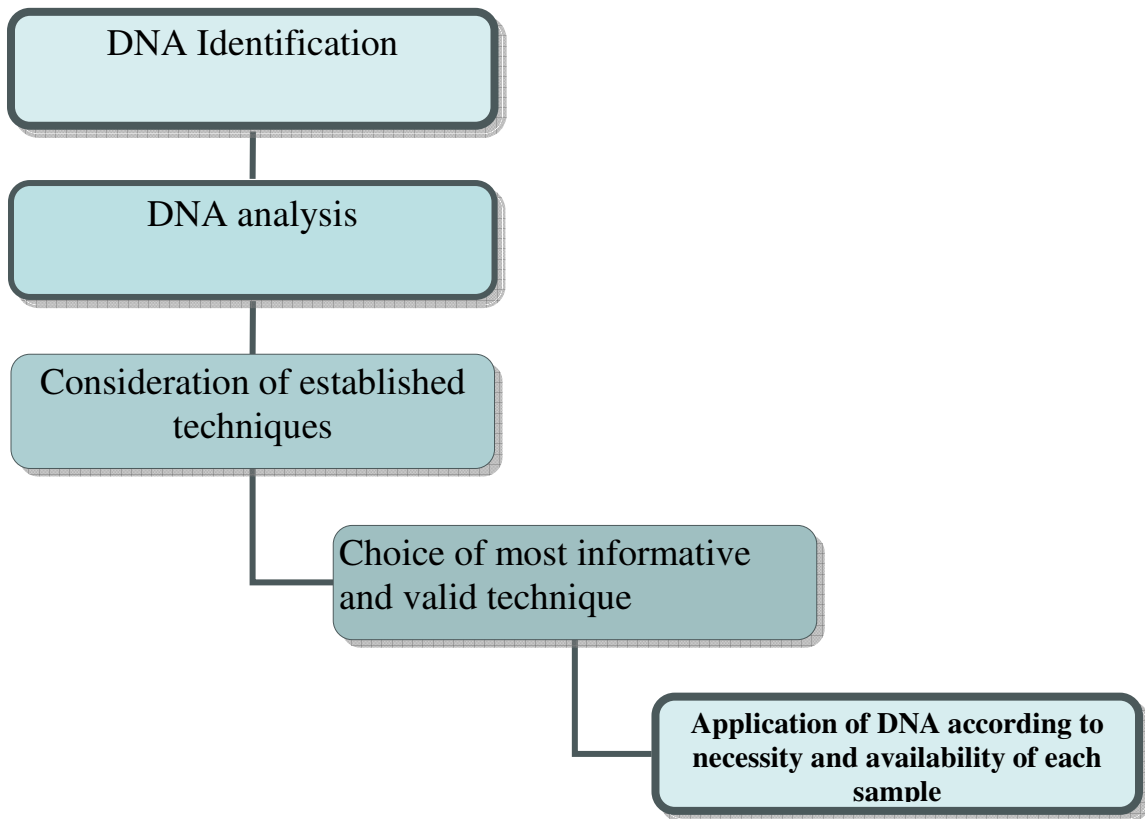 DNA Identification
DNA analysis
Consideration of established
techniques
Choice of most informative
and valid technique
Application of DNA according to
necessity and availability of each
sample